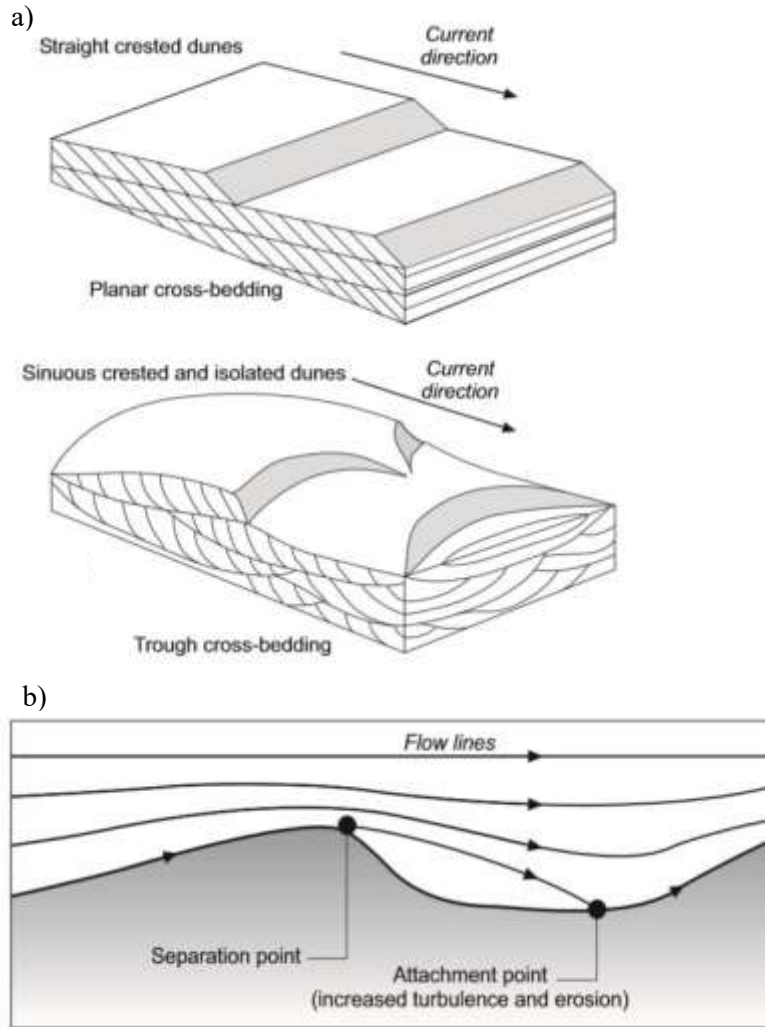 a)
Straight crested dunes
Current
direction
Planar cross-bedding
Sinuous crested and isolated dunes
Current
direction
Trough cross-bedding
b)
Flow lines
Separation point
Attachment point
(increased turbulence and erosion)